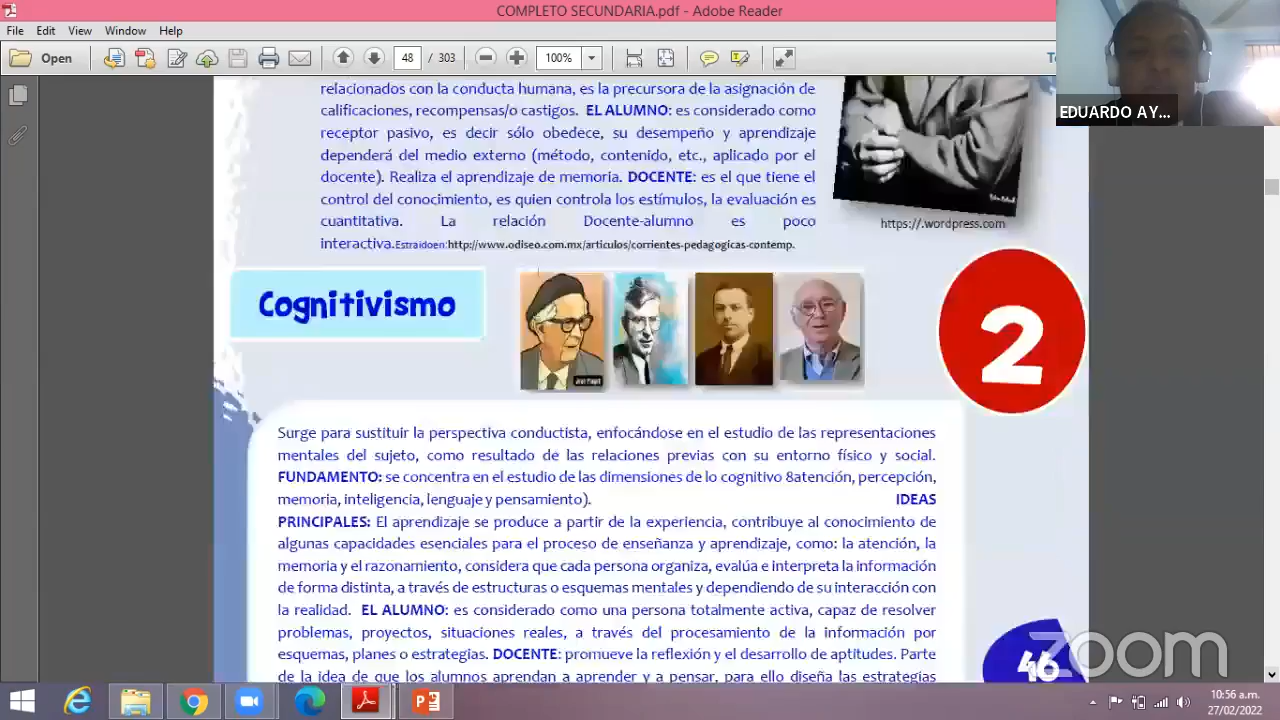 COMPLETO SECUNDARIA.pdf - Adobe Reader
File Edit View Window Help
Open 48 / 303 100%
EDUARDO AY...
relacionados con la conducta humana, es la precursora de la asignación de
calificaciones, recompensas/o castigos. EL ALUMNO: es considerado como
receptor pasivo, es decir sólo obedece, su desempeño y aprendizaje
dependerá del medio externo (método, contenido, etc., aplicado por el
docente). Realiza el aprendizaje de memoria. DOCENTE: es el que tiene el
control del conocimiento, es quien controla los estímulos, la evaluación es
cuantitativa. La relación Docente-alumno es poco
interactiva.Estraidoen:http://www.odiseo.com.mx/articulos/corrientes-pedagogicas-contemp.
https://.wordpress.com
Cognitivismo
2
Surge para sustituir la perspectiva conductista, enfocándose en el estudio de las representaciones
mentales del sujeto, como resultado de las relaciones previas con su entorno físico y social.
FUNDAMENTO: se concentra en el estudio de las dimensiones de lo cognitivo 8atención, percepción,
memoria, inteligencia, lenguaje y pensamiento). IDEAS
PRINCIPALES: El aprendizaje se produce a partir de la experiencia, contribuye al conocimiento de
algunas capacidades esenciales para el proceso de enseñanza y aprendizaje, como: la atención, la
memoria y el razonamiento, considera que cada persona organiza, evalúa e interpreta la información
de forma distinta, a través de estructuras o esquemas mentales y dependiendo de su interacción con
la realidad. EL ALUMNO: es considerado como una persona totalmente activa, capaz de resolver
problemas, proyectos, situaciones reales, a través del procesamiento de la información por
esquemas, planes o estrategias. DOCENTE: promueve la reflexión y el desarrollo de aptitudes. Parte
de la idea de que los alumnos aprendan a aprender y a pensar, para ello diseña las estrategias
46
zoom
10:56 a.m.
27/02/2022